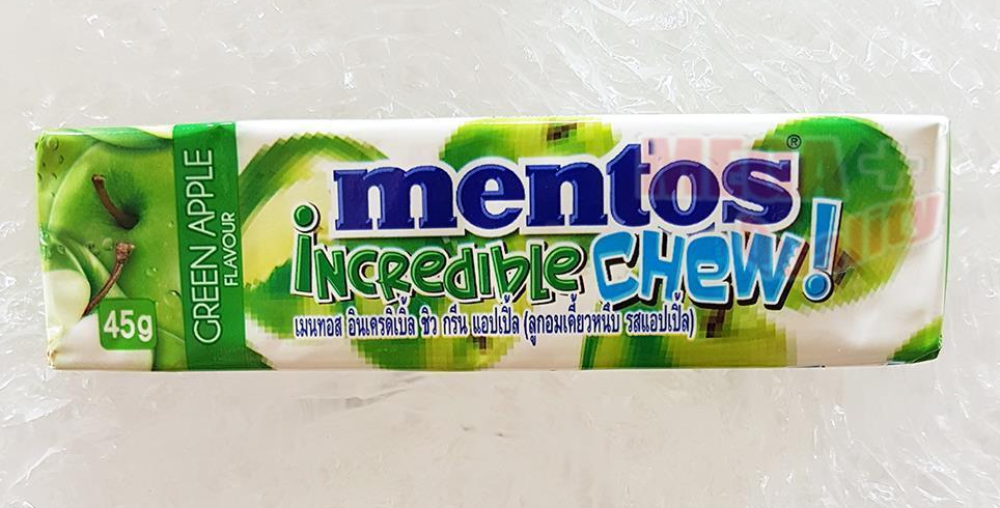 mentos®
incredible CHeW!
เมนทอส อินเครดิเบิ้ล ชิว กรีน แอปเปิ้ล (ลูกอมเคี้ยวหนึบ รสแอปเปิ้ล)
GREEN APPLE
FLAVOUR
45g